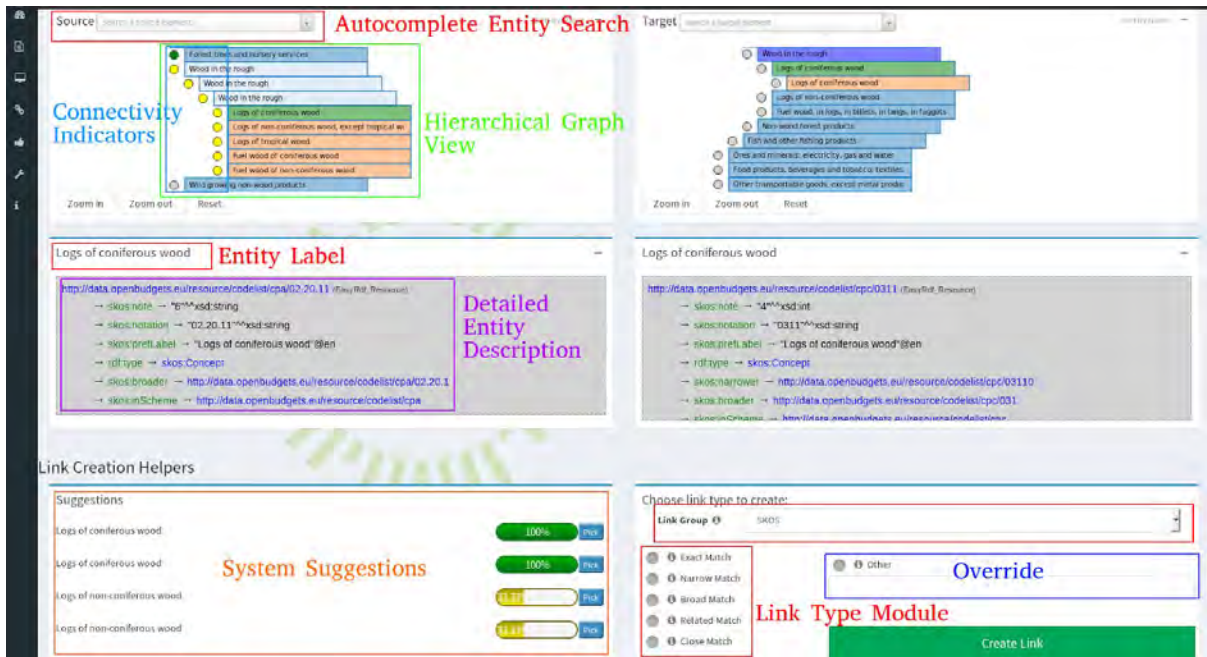 Source
Autocomplete Entity Search
Target
Forest trees and nursery services
Wood in the rough
Wood in the rough
Wood in the rough
Logs of coniferous wood
Logs of non-coniferous wood, except tropical w
Logs of tropical wood
Fuel wood of coniferous wood
Fuel wood of non-coniferous wood
Wild growing non-wood products
Connectivity
Indicators
Hierarchical Graph
View
Zoom in Zoom out Reset
Wood in the rough
Logs of coniferous wood
Logs of coniferous wood
Logs of non-coniferous wood
Fuel wood, in logs, in billets, in twigs, in faggots
Non-wood forest products
Fish and other fishing products
Ores and minerals; electricity, gas and water
Food products, beverages and tobacco; textiles,
Other transportable goods, except metal produc
Zoom in Zoom out Reset
Logs of coniferous wood
Entity Label
http://data.openbudgets.eu/resource/codelist/cpa/02.20.11 (EasyRdf_Resource)
→ skos:note → "6"^^xsd:string
→ skos:notation → "02.20.11"^^xsd:string
→ skos:prefLabel → "Logs of coniferous wood"@en
→ rdf:type → skos:Concept
→ skos:broader → http://data.openbudgets.eu/resource/codelist/cpa/02.20.1
→ skos:inScheme → http://data.openbudgets.eu/resource/codelist/cpa
Detailed
Entity
Description
Logs of coniferous wood
http://data.openbudgets.eu/resource/codelist/cpc/0311 (EasyRdf_Resource)
→ skos:note → "4"^^xsd:int
→ skos:notation → "0311"^^xsd:string
→ skos:prefLabel → "Logs of coniferous wood"@en
→ rdf:type → skos:Concept
→ skos:narrower → http://data.openbudgets.eu/resource/codelist/cpc/03110
→ skos:broader → http://data.openbudgets.eu/resource/codelist/cpc/031
→ skos:inScheme → http://data.openbudgets.eu/resource/codelist/cpc
Link Creation Helpers
Suggestions
Logs of coniferous wood 100% Pick
Logs of coniferous wood 100% Pick
Logs of non-coniferous wood Pick
Logs of non-coniferous wood Pick
System Suggestions
Choose link type to create:
Link Group SKOS
Exact Match
Narrow Match
Broad Match
Related Match
Close Match
Other
Override
Link Type Module
Create Link